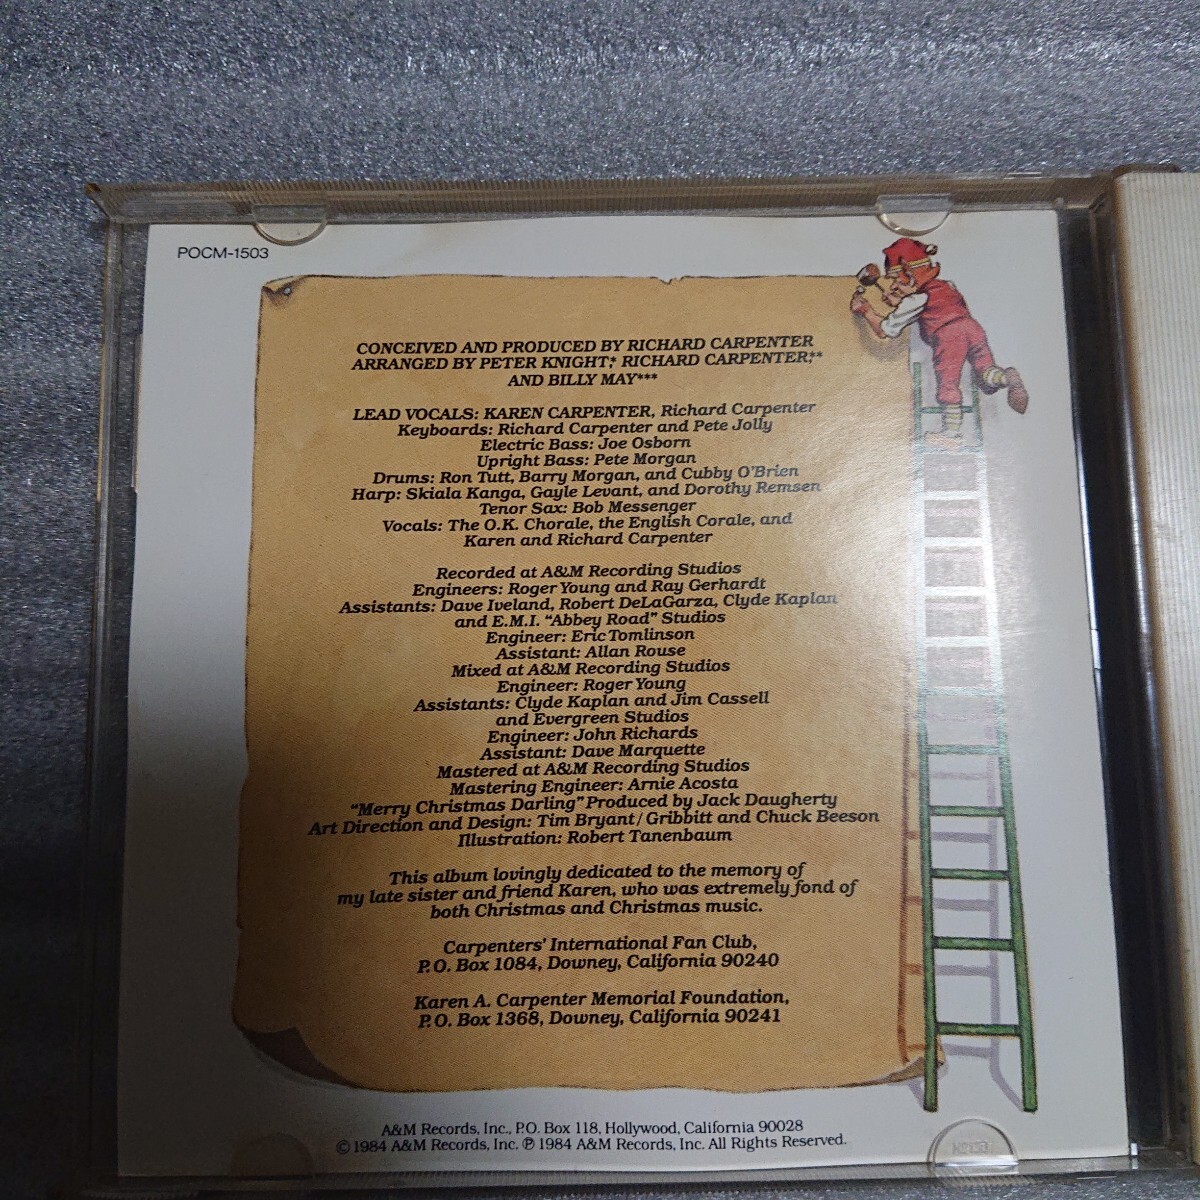 POCM-1503
CONCEIVED AND PRODUCED BY RICHARD CARPENTER
ARRANGED BY PETER KNIGHT,* RICHARD CARPENTER,**
AND BILLY MAY***
LEAD VOCALS: KAREN CARPENTER, Richard Carpenter
Keyboards: Richard Carpenter and Pete Jolly
Electric Bass: Joe Osborn
Upright Bass: Pete Morgan
Drums: Ron Tutt, Barry Morgan, and Cubby O'Brien
Harp: Skiala Kanga, Gayle Levant, and Dorothy Remsen
Tenor Sax: Bob Messenger
Vocals: The O.K. Chorale, the English Corale, and
Karen and Richard Carpenter
Recorded at A&M Recording Studios
Engineers: Roger Young and Ray Gerhardt
Assistants: Dave Iveland, Robert DeLaGarza, Clyde Kaplan
and E.M.I. “Abbey Road” Studios
Engineer: Eric Tomlinson
Assistant: Allan Rouse
Mixed at A&M Recording Studios
Engineer: Roger Young
Assistants: Clyde Kaplan and Jim Cassell
and Evergreen Studios
Engineer: John Richards
Assistant: Dave Marquette
Mastered at A&M Recording Studios
Mastering Engineer: Arnie Acosta
“Merry Christmas Darling” Produced by Jack Daugherty
Art Direction and Design: Tim Bryant/Gribbitt and Chuck Beeson
Illustration: Robert Tanenbaum
This album lovingly dedicated to the memory of
my late sister and friend Karen, who was extremely fond of
both Christmas and Christmas music.
Carpenters' International Fan Club,
P.O. Box 1084, Downey, California 90240
Karen A. Carpenter Memorial Foundation,
P.O. Box 1368, Downey, California 90241
A&M Records, Inc., P.O. Box 118, Hollywood, California 90028
© 1984 A&M Records, Inc. ℗ 1984 A&M Records, Inc. All Rights Reserved.